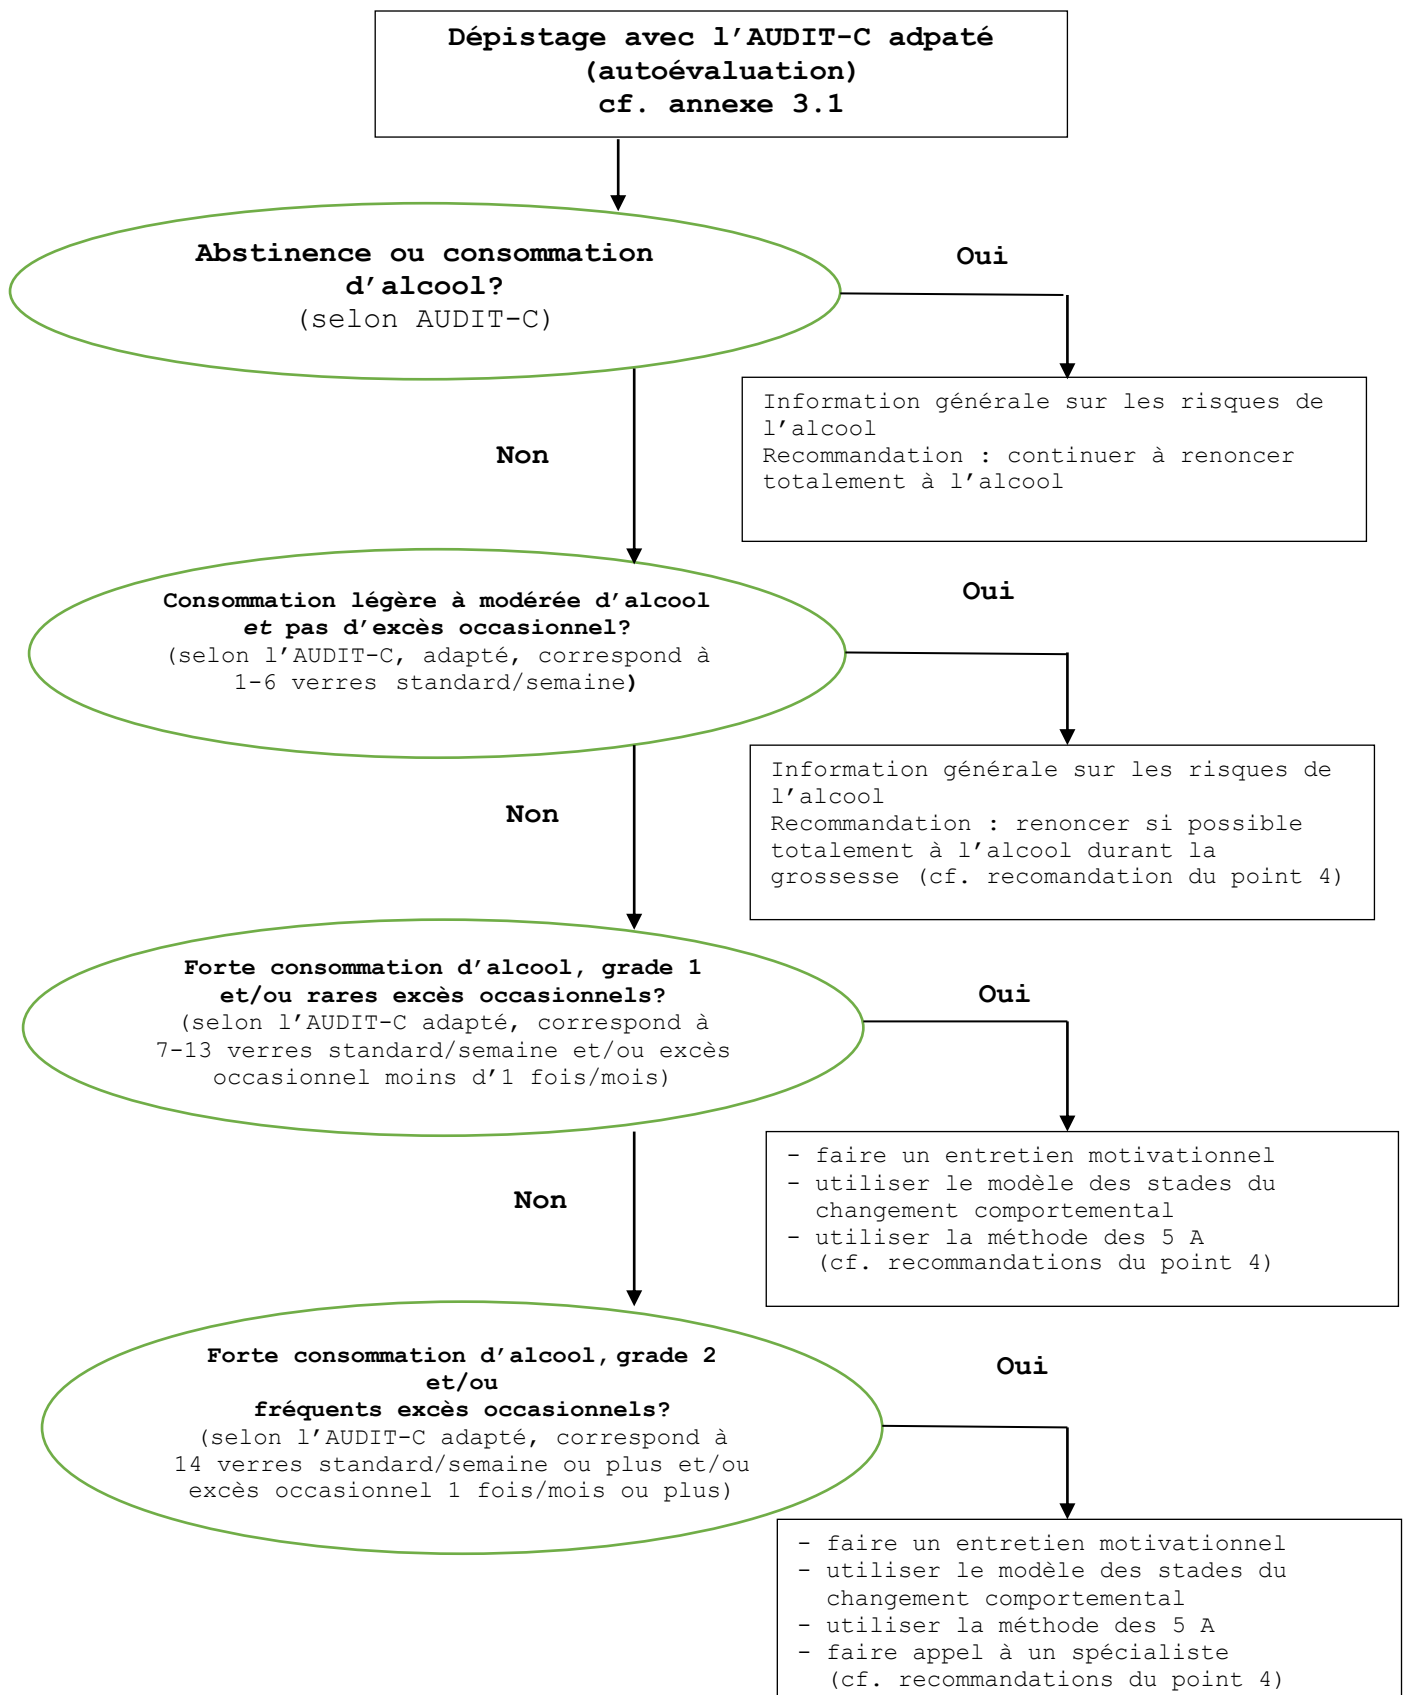 Dépistage avec l’AUDIT-C adpaté
(autoévaluation)
cf. annexe 3.1
Abstinence ou consommation
d’alcool?
(selon AUDIT-C)
Oui
Information générale sur les risques de
l’alcool
Recommandation : continuer à renoncer
totalement à l’alcool
Non
Consommation légère à modérée d’alcool
et pas d’excès occasionnel?
(selon l’AUDIT-C, adapté, correspond à
1-6 verres standard/semaine)
Oui
Information générale sur les risques de
l’alcool
Recommandation : renoncer si possible
totalement à l’alcool durant la
grossesse (cf. recomandation du point 4)
Non
Forte consommation d’alcool, grade 1
et/ou rares excès occasionnels?
(selon l’AUDIT-C adapté, correspond à
7-13 verres standard/semaine et/ou excès
occasionnel moins d’1 fois/mois)
Oui
- faire un entretien motivationnel
- utiliser le modèle des stades du
changement comportemental
- utiliser la méthode des 5 A
(cf. recommandations du point 4)
Non
Forte consommation d’alcool, grade 2
et/ou
fréquents excès occasionnels?
(selon l’AUDIT-C adapté, correspond à
14 verres standard/semaine ou plus et/ou
excès occasionnel 1 fois/mois ou plus)
Oui
- faire un entretien motivationnel
- utiliser le modèle des stades du
changement comportemental
- utiliser la méthode des 5 A
- faire appel à un spécialiste
(cf. recommandations du point 4)